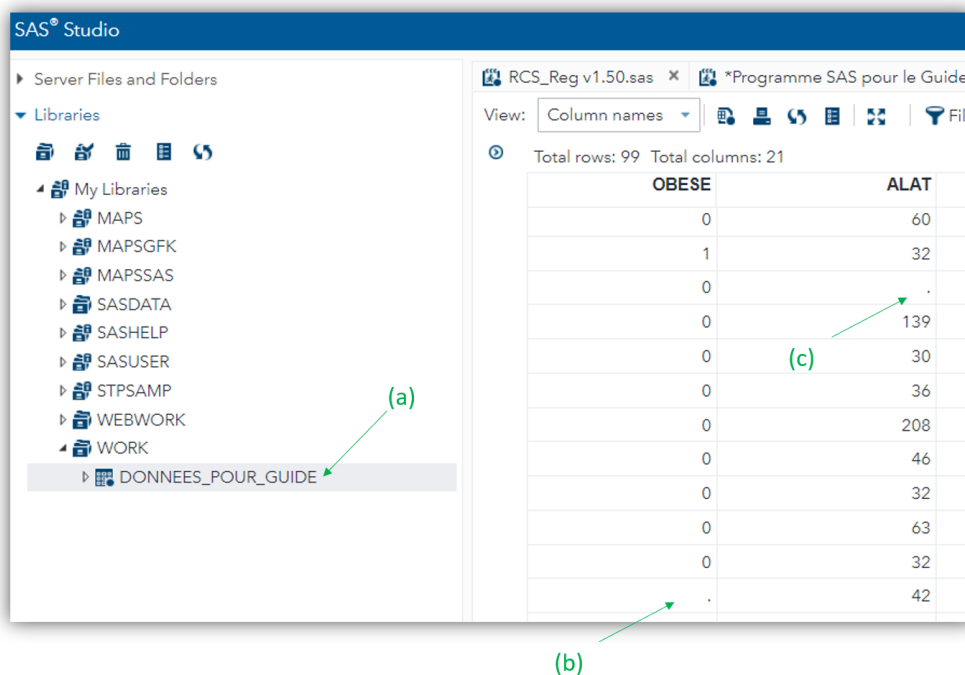 SAS® Studio
Server Files and Folders
Libraries
My Libraries
MAPS
MAPSGFK
MAPSSAS
SASDATA
SASHELP
SASUSER
STPSAMP
WEBWORK
WORK
DONNEES_POUR_GUIDE
(a)
RCS_Reg v1.50.sas × *Programme SAS pour le Guide
View: Column names Fil
Total rows: 99 Total columns: 21
OBESE ALAT
0 60
1 32
0 .
0 139
0 30
(c)
0 36
0 208
0 46
0 32
0 63
0 32
. 42
(b)